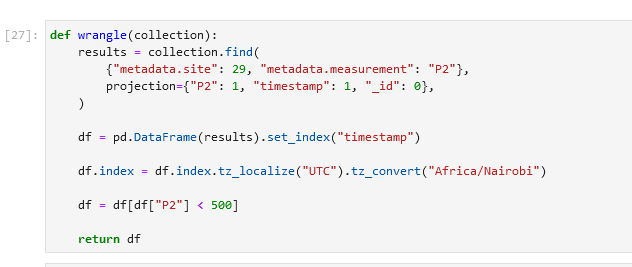 [27]: def wrangle(collection):
    results = collection.find(
        {"metadata.site": 29, "metadata.measurement": "P2"},
        projection={"P2": 1, "timestamp": 1, "_id": 0},
    )
    df = pd.DataFrame(results).set_index("timestamp")
    df.index = df.index.tz_localize("UTC").tz_convert("Africa/Nairobi")
    df = df[df["P2"] < 500]
    return df